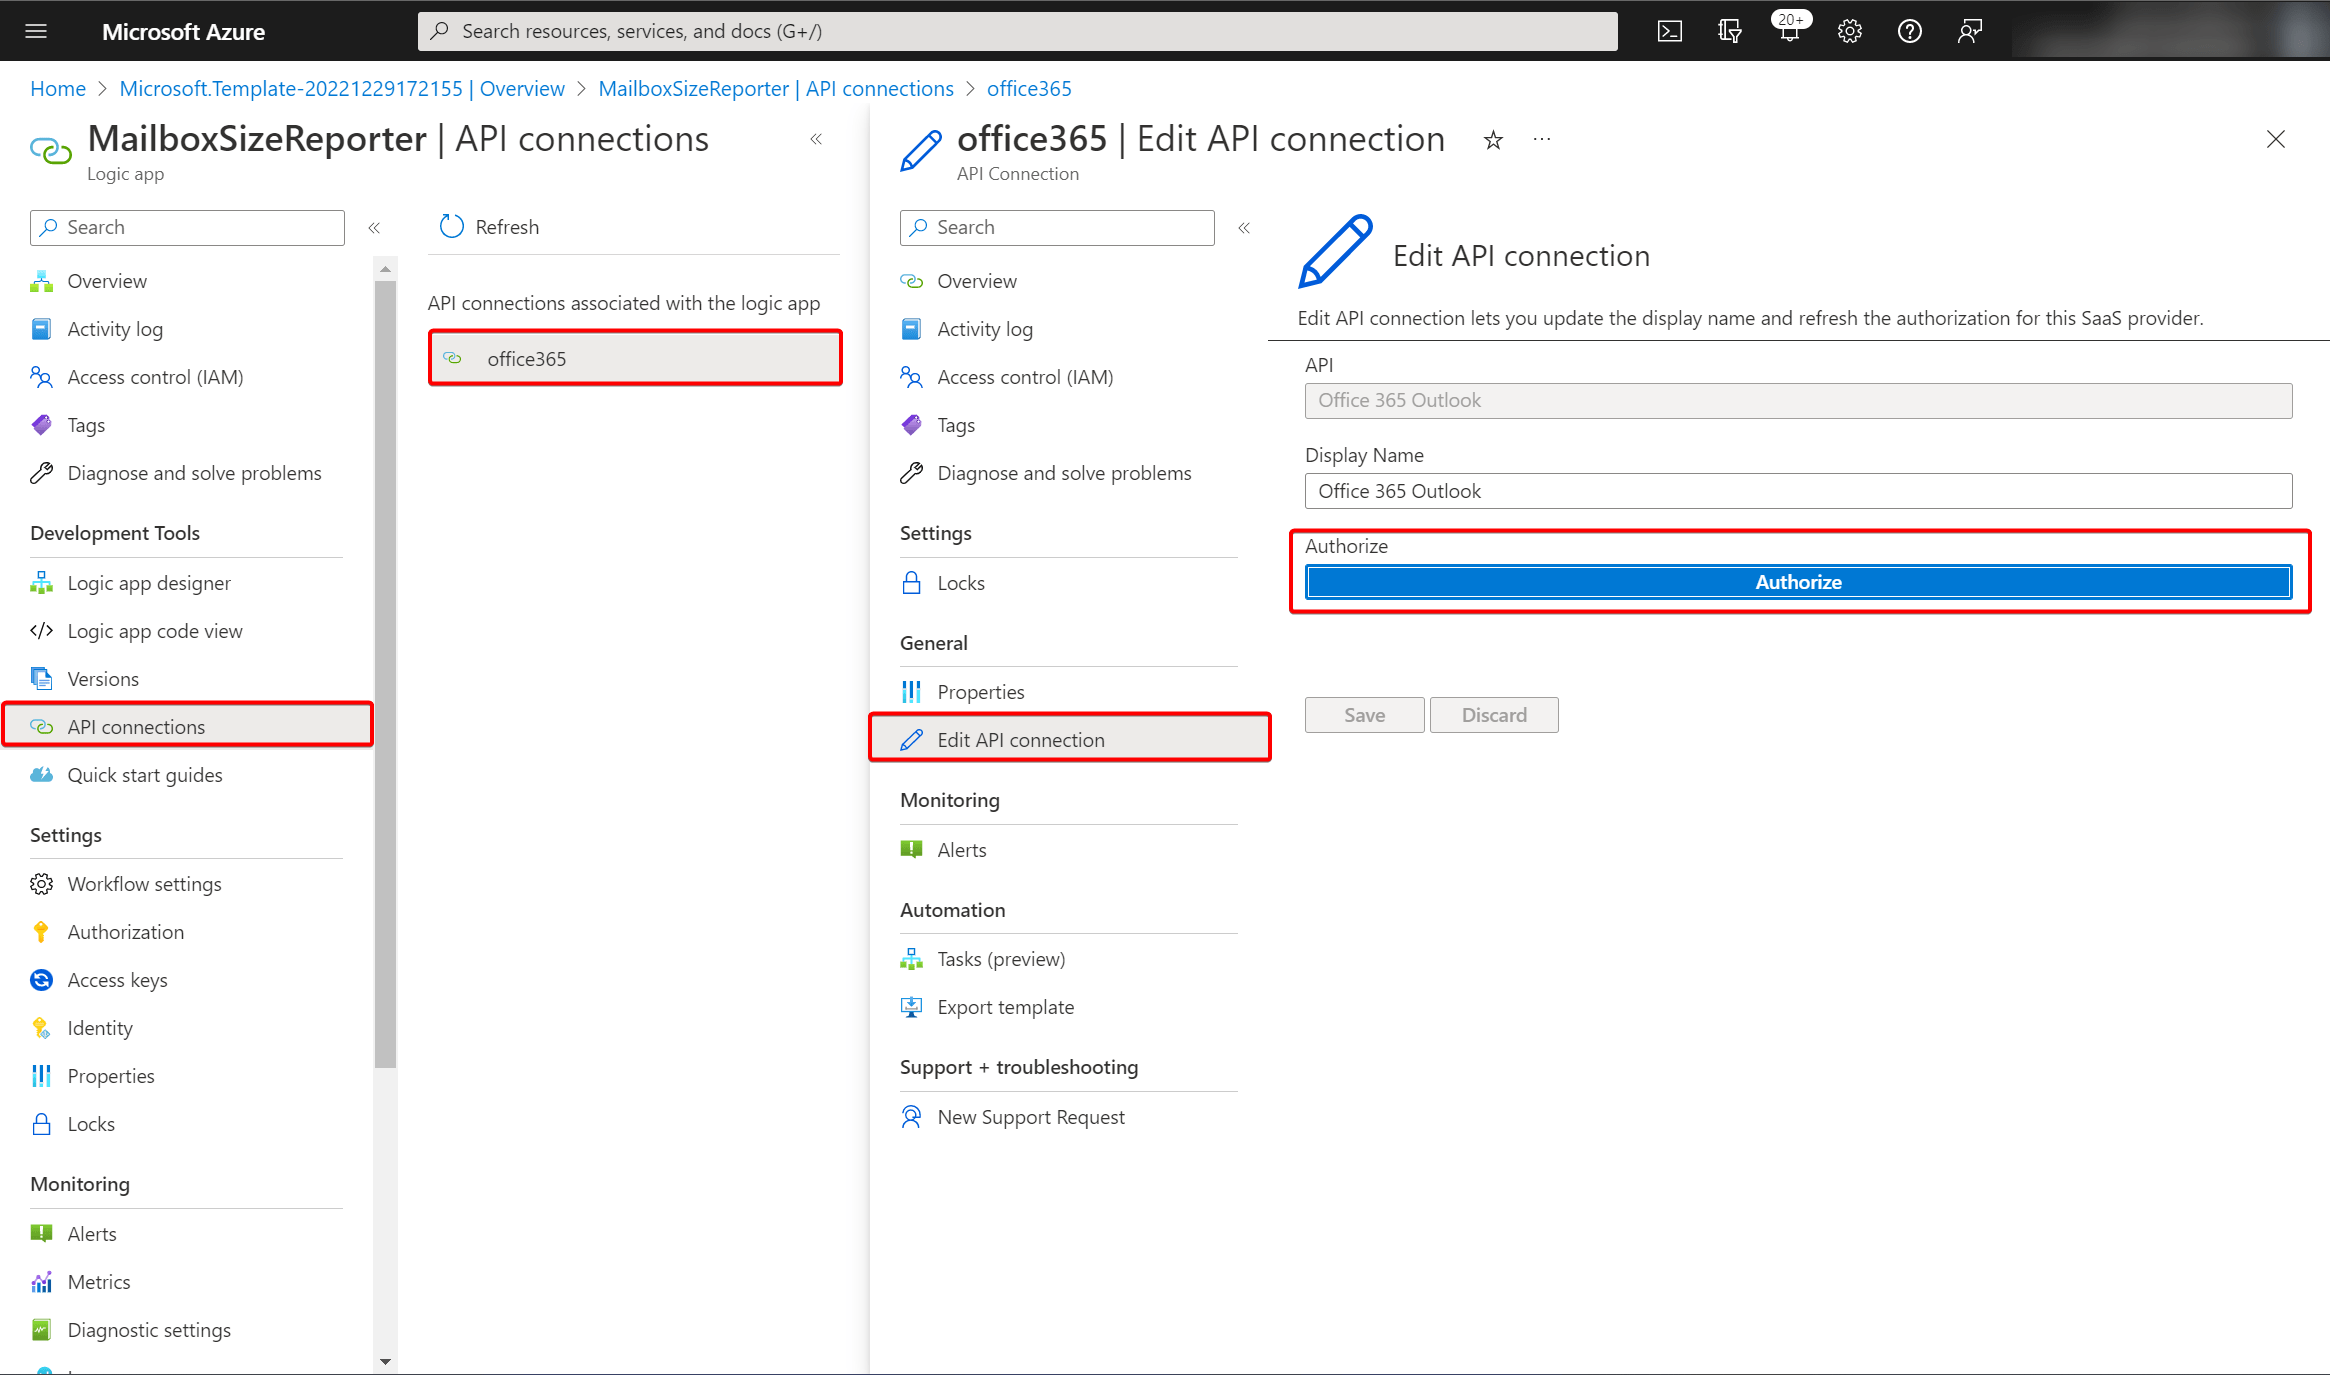 Microsoft Azure
Search resources, services, and docs (G+/)
20+
Home > Microsoft.Template-20221229172155 | Overview > MailboxSizeReporter | API connections > office365
MailboxSizeReporter | API connections
Logic app
Search
Overview
Activity log
Access control (IAM)
Tags
Diagnose and solve problems
Development Tools
Logic app designer
Logic app code view
Versions
API connections
Quick start guides
Settings
Workflow settings
Authorization
Access keys
Identity
Properties
Locks
Monitoring
Alerts
Metrics
Diagnostic settings
Refresh
API connections associated with the logic app
office365
office365 | Edit API connection
API Connection
Search
Overview
Activity log
Access control (IAM)
Tags
Diagnose and solve problems
Settings
Locks
General
Properties
Edit API connection
Monitoring
Alerts
Automation
Tasks (preview)
Export template
Support + troubleshooting
New Support Request
Edit API connection
Edit API connection lets you update the display name and refresh the authorization for this SaaS provider.
API
Office 365 Outlook
Display Name
Office 365 Outlook
Authorize
Authorize
Save
Discard